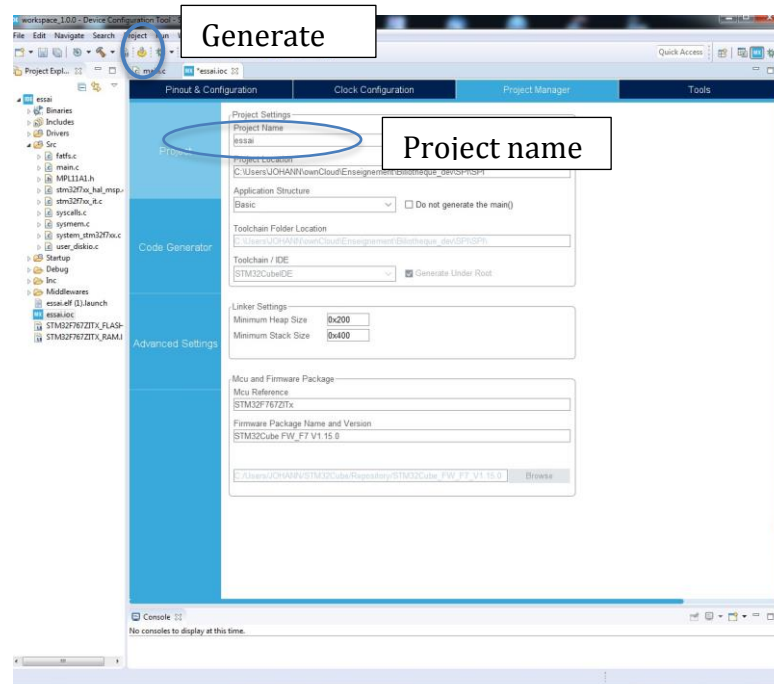 workspace_1.0.0 - Device Configuration Tool - S
File Edit Navigate Search Project Run W
Generate
Quick Access
Project Expl...
main.c
*essai.ioc
essai
Binaries
Includes
Drivers
Src
fatfs.c
main.c
MPL11A1.h
stm32f7xx_hal_msp.c
stm32f7xx_it.c
syscalls.c
sysmem.c
system_stm32f7xx.c
user_diskio.c
Startup
Debug
Inc
Middlewares
essai.elf (1).launch
essai.ioc
STM32F767ZITX_FLASH
STM32F767ZITX_RAM.l
Pinout & Configuration
Clock Configuration
Project Manager
Tools
Project
Code Generator
Advanced Settings
Project Settings
Project Name
essai
Project name
Project Location
C:\Users\JOHANN\ownCloud\Enseignement\Biliotheque_dev\SPI\SPI
Application Structure
Basic
Do not generate the main()
Toolchain Folder Location
C:\Users\JOHANN\ownCloud\Enseignement\Biliotheque_dev\SPI\SPI\
Toolchain / IDE
STM32CubeIDE
Generate Under Root
Linker Settings
Minimum Heap Size 0x200
Minimum Stack Size 0x400
Mcu and Firmware Package
Mcu Reference
STM32F767ZITx
Firmware Package Name and Version
STM32Cube FW_F7 V1.15.0
C:/Users/JOHANN/STM32Cube/Repository/STM32Cube_FW_F7_V1.15.0
Browse
Console
No consoles to display at this time.